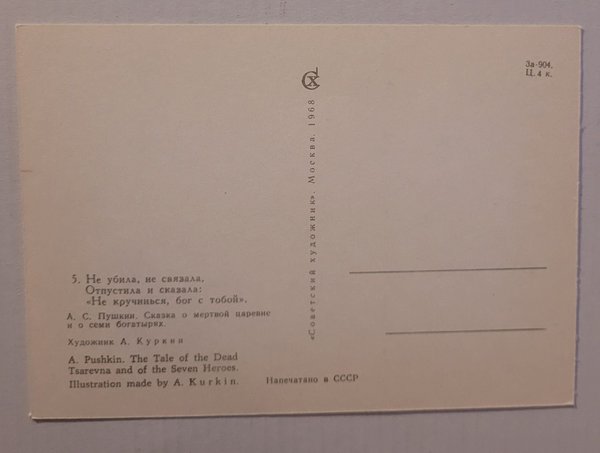 5. Не убила, не связала,
Отпустила и сказала:
«Не кручинься, бог с тобой».
А. С. Пушкин. Сказка о мертвой царевне
и о семи богатырях.
Художник А. Куркин
A. Pushkin. The Tale of the Dead
Tsarevna and of the Seven Heroes.
Illustration made by A. Kurkin.
Напечатано в СССР
«Советский художник». Москва. 1968
СХ
За-904.
Ц. 4 к.